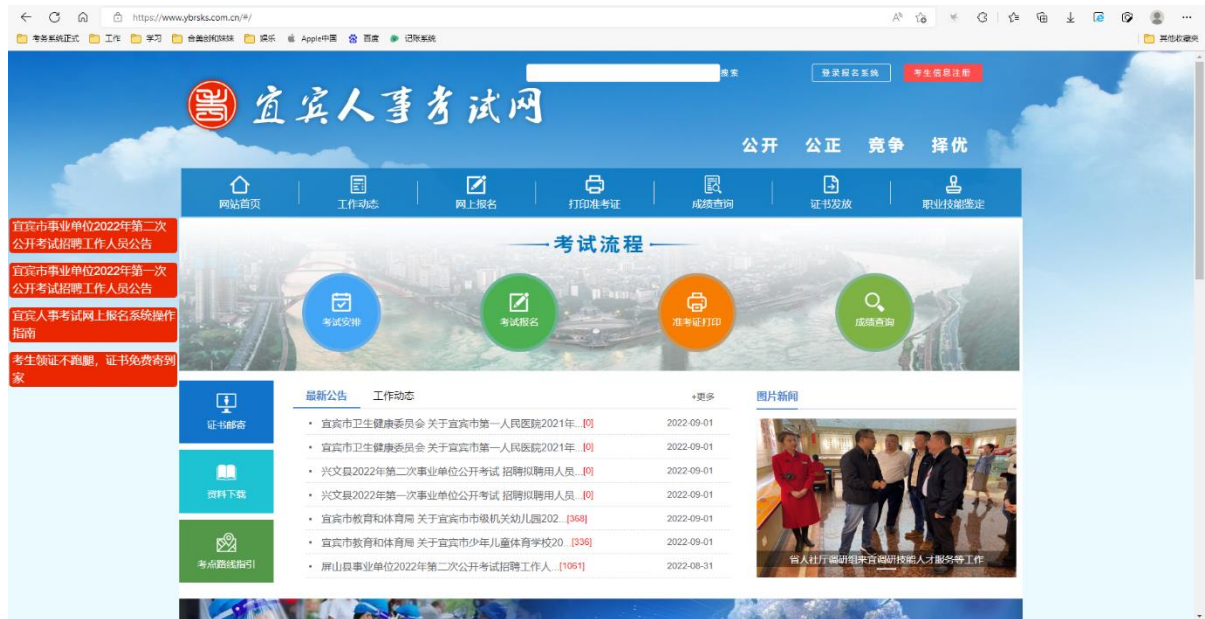 https://www.ybrsks.com.cn/#/
考务系统正式 工作 学习 合美创和妹妹 娱乐 Apple中国 百度 记账系统 其他收藏夹
搜索 登录报名系统 考生信息注册
宜宾人事考试网
公开 公正 竞争 择优
网站首页 工作动态 网上报名 打印准考证 成绩查询 证书发放 职业技能鉴定
宜宾市事业单位2022年第二次
公开考试招聘工作人员公告
宜宾市事业单位2022年第一次
公开考试招聘工作人员公告
宜宾人事考试网上报名系统操作
指南
考生领证不跑腿，证书免费寄到
家
考试流程
考试安排 考试报名 准考证打印 成绩查询
证书邮寄
资料下载
考点路线指引
最新公告 工作动态 +更多
• 宜宾市卫生健康委员会 关于宜宾市第一人民医院2021年...[0] 2022-09-01
• 宜宾市卫生健康委员会 关于宜宾市第一人民医院2021年...[0] 2022-09-01
• 兴文县2022年第二次事业单位公开考试 招聘拟聘用人员...[0] 2022-09-01
• 兴文县2022年第一次事业单位公开考试 招聘拟聘用人员...[0] 2022-09-01
• 宜宾市教育和体育局 关于宜宾市市级机关幼儿园202...[368] 2022-09-01
• 宜宾市教育和体育局 关于宜宾市少年儿童体育学校20...[336] 2022-09-01
• 屏山县事业单位2022年第二次公开考试招聘工作人...[1061] 2022-08-31
图片新闻
省人社厅调研组来宜调研技能人才服务等工作